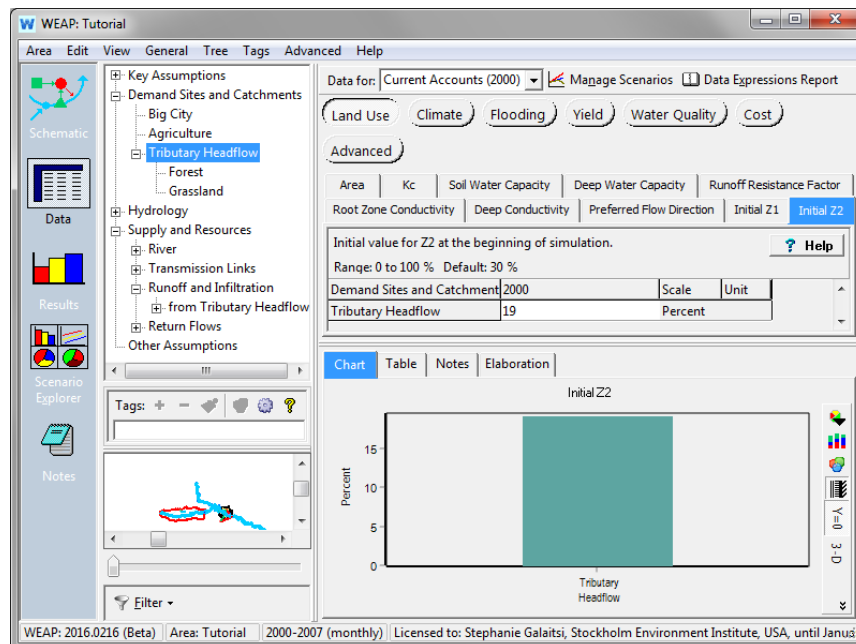 WEAP: Tutorial
Area Edit View General Tree Tags Advanced Help
Schematic
Data
Results
Scenario
Explorer
Notes
Key Assumptions
Demand Sites and Catchments
Big City
Agriculture
Tributary Headflow
Forest
Grassland
Hydrology
Supply and Resources
River
Transmission Links
Runoff and Infiltration
from Tributary Headflow
Return Flows
Other Assumptions
Tags:
Filter
Data for: Current Accounts (2000) Manage Scenarios Data Expressions Report
Land Use Climate Flooding Yield Water Quality Cost
Advanced
Area Kc Soil Water Capacity Deep Water Capacity Runoff Resistance Factor
Root Zone Conductivity Deep Conductivity Preferred Flow Direction Initial Z1 Initial Z2
Initial value for Z2 at the beginning of simulation.
? Help
Range: 0 to 100 % Default: 30 %
Demand Sites and Catchment 2000 Scale Unit
Tributary Headflow 19 Percent
Chart Table Notes Elaboration
Initial Z2
Percent
15
10
5
0
Tributary
Headflow
Y=0
3-D
WEAP: 2016.0216 (Beta) Area: Tutorial 2000-2007 (monthly) Licensed to: Stephanie Galaitsi, Stockholm Environment Institute, USA, until Janua